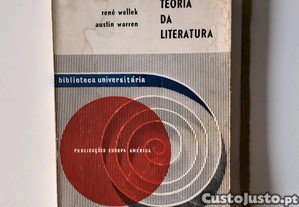 TEORIA
rené wellek
DA
austin warren
LITERATURA
biblioteca universitária
PUBLICAÇÕES EUROPA-AMÉRICA
CustoJusto.pt